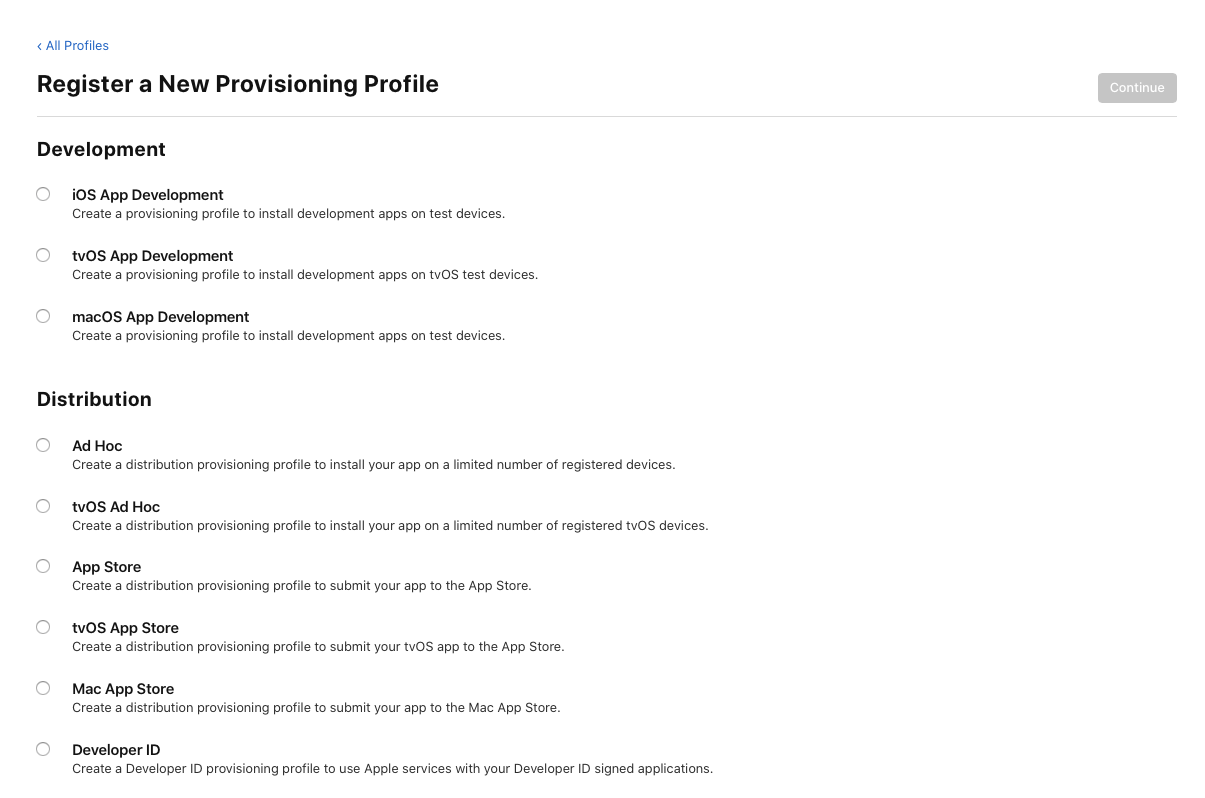 ‹ All Profiles
Register a New Provisioning Profile
Continue
Development
iOS App Development
Create a provisioning profile to install development apps on test devices.
tvOS App Development
Create a provisioning profile to install development apps on tvOS test devices.
macOS App Development
Create a provisioning profile to install development apps on test devices.
Distribution
Ad Hoc
Create a distribution provisioning profile to install your app on a limited number of registered devices.
tvOS Ad Hoc
Create a distribution provisioning profile to install your app on a limited number of registered tvOS devices.
App Store
Create a distribution provisioning profile to submit your app to the App Store.
tvOS App Store
Create a distribution provisioning profile to submit your tvOS app to the App Store.
Mac App Store
Create a distribution provisioning profile to submit your app to the Mac App Store.
Developer ID
Create a Developer ID provisioning profile to use Apple services with your Developer ID signed applications.